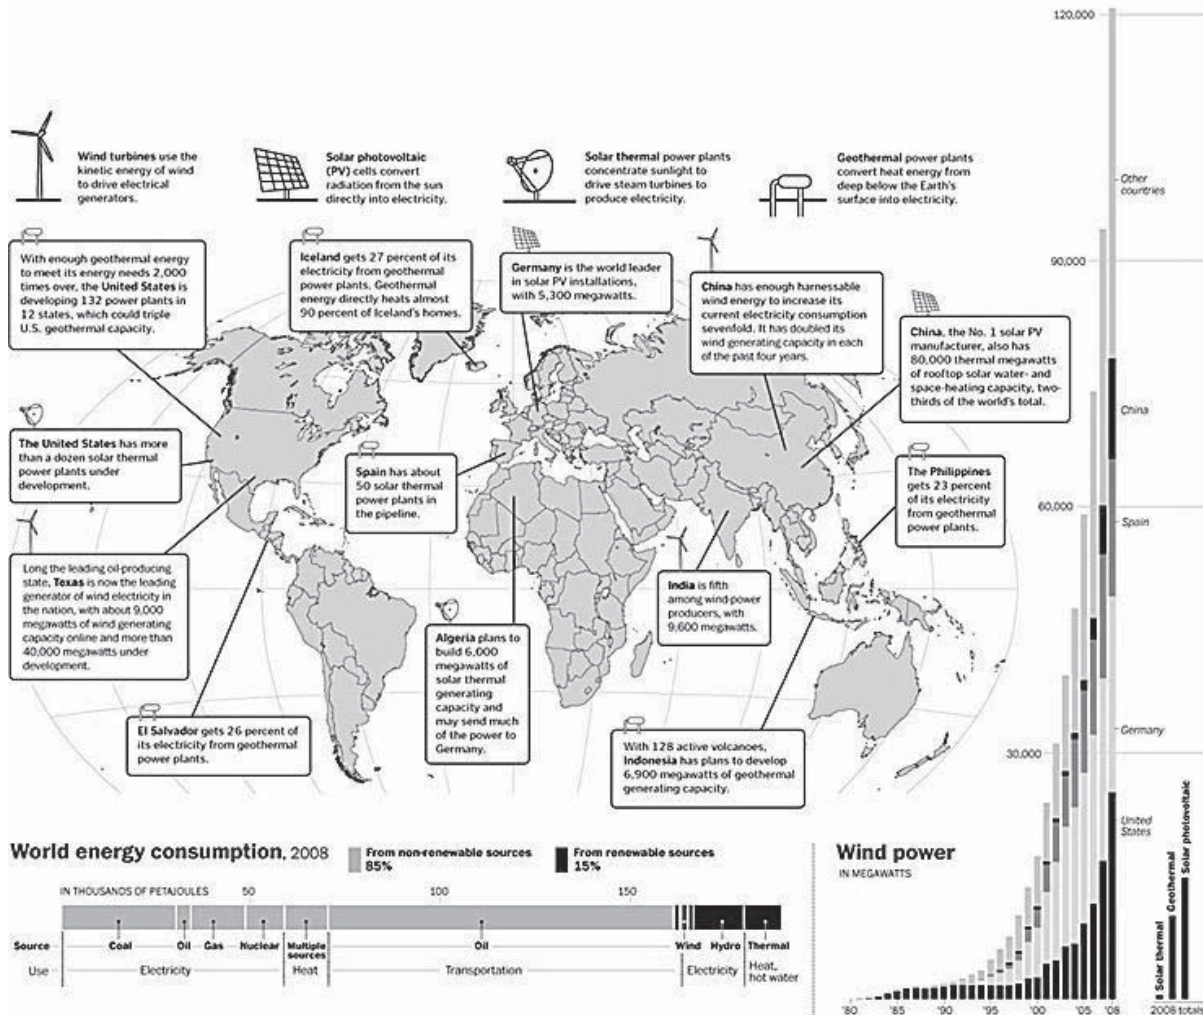 Wind turbines use the
kinetic energy of wind
to drive electrical
generators.
Solar photovoltaic
(PV) cells convert
radiation from the sun
directly into electricity.
Solar thermal power plants
concentrate sunlight to
drive steam turbines to
produce electricity.
Geothermal power plants
convert heat energy from
deep below the Earth's
surface into electricity.
With enough geothermal energy
to meet its energy needs 2,000
times over, the United States is
developing 132 power plants in
12 states, which could triple
U.S. geothermal capacity.
Iceland gets 27 percent of its
electricity from geothermal
power plants. Geothermal
energy directly heats almost
90 percent of Iceland's homes.
Germany is the world leader
in solar PV installations,
with 5,300 megawatts.
China has enough harnessable
wind energy to increase its
current electricity consumption
sevenfold. It has doubled its
wind generating capacity in each
of the past four years.
China, the No. 1 solar PV
manufacturer, also has
80,000 thermal megawatts
of rooftop solar water- and
space-heating capacity, two-
thirds of the world's total.
The United States has more
than a dozen solar thermal
power plants under
development.
Spain has about
50 solar thermal
power plants in
the pipeline.
The Philippines
gets 23 percent
of its electricity
from geothermal
power plants.
Long the leading oil-producing
state, Texas is now the leading
generator of wind electricity in
the nation, with about 9,000
megawatts of wind generating
capacity online and more than
40,000 megawatts under
development.
India is fifth
among wind-power
producers, with
9,600 megawatts.
Algeria plans to
build 6,000
megawatts of
solar thermal
generating
capacity and
may send much
of the power to
Germany.
El Salvador gets 26 percent of
its electricity from geothermal
power plants.
With 128 active volcanoes,
Indonesia has plans to develop
6,900 megawatts of geothermal
generating capacity.
World energy consumption, 2008
From non-renewable sources
85%
From renewable sources
15%
IN THOUSANDS OF PETAJOULES
50
100
150
Source
Coal
Oil
Gas
Nuclear
Multiple
sources
Oil
Wind
Hydro
Thermal
Use
Electricity
Heat
Transportation
Electricity
Heat,
hot water
Wind power
IN MEGAWATTS
120,000
90,000
60,000
30,000
Other
countries
China
Spain
Germany
United
States
'80
'85
'90
'95
'00
'05
'08
Solar thermal
Geothermal
Solar photovoltaic
2008 totals